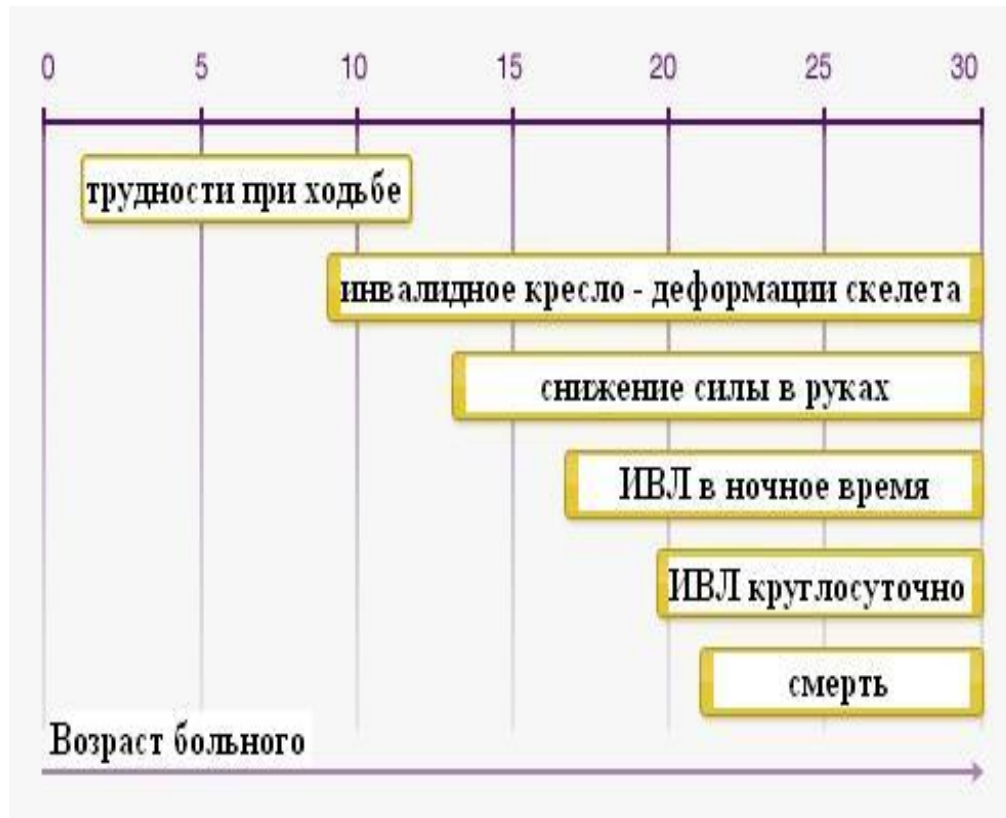 0 5 10 15 20 25 30
трудности при ходьбе
инвалидное кресло - деформации скелета
снижение силы в руках
ИВЛ в ночное время
ИВЛ круглосуточно
смерть
Возраст больного